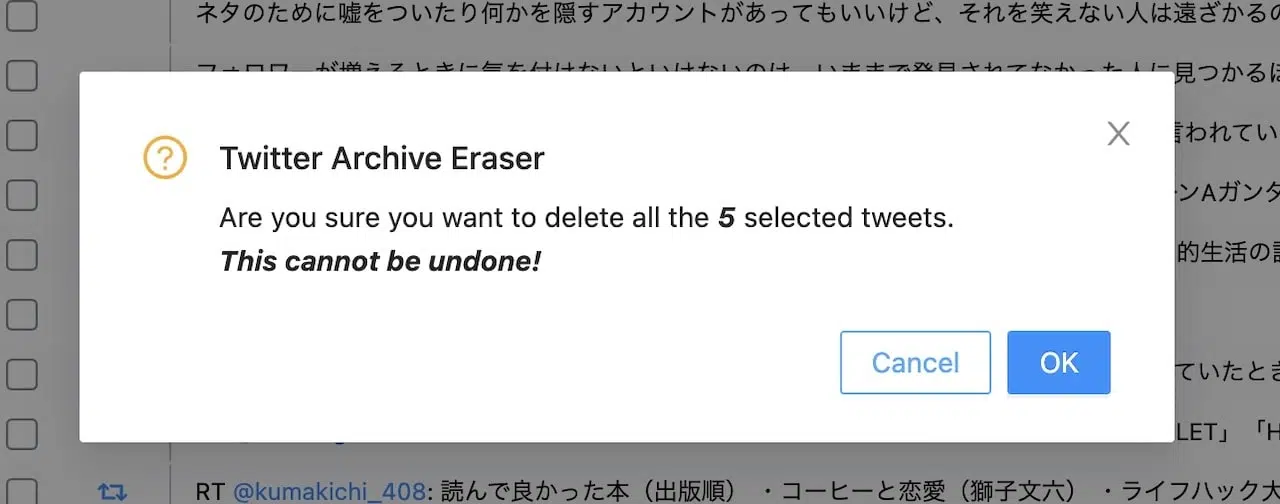 ネタのために嘘をついたり何かを隠すアカウントがあってもいいけど、それを笑えない人は遠ざかるの
フォロワーが増えるときに気を付けないといけないのは、いままで発見されてなかった人に見つかるほ
言われてい
Twitter Archive Eraser
ンAガンダ
Are you sure you want to delete all the 5 selected tweets.
的生活の
This cannot be undone!
Cancel
OK
ていたとき
LET」「H
RT @kumakichi_408: 読んで良かった本（出版順） ・コーヒーと恋愛（獅子文六） ・ライフハック大